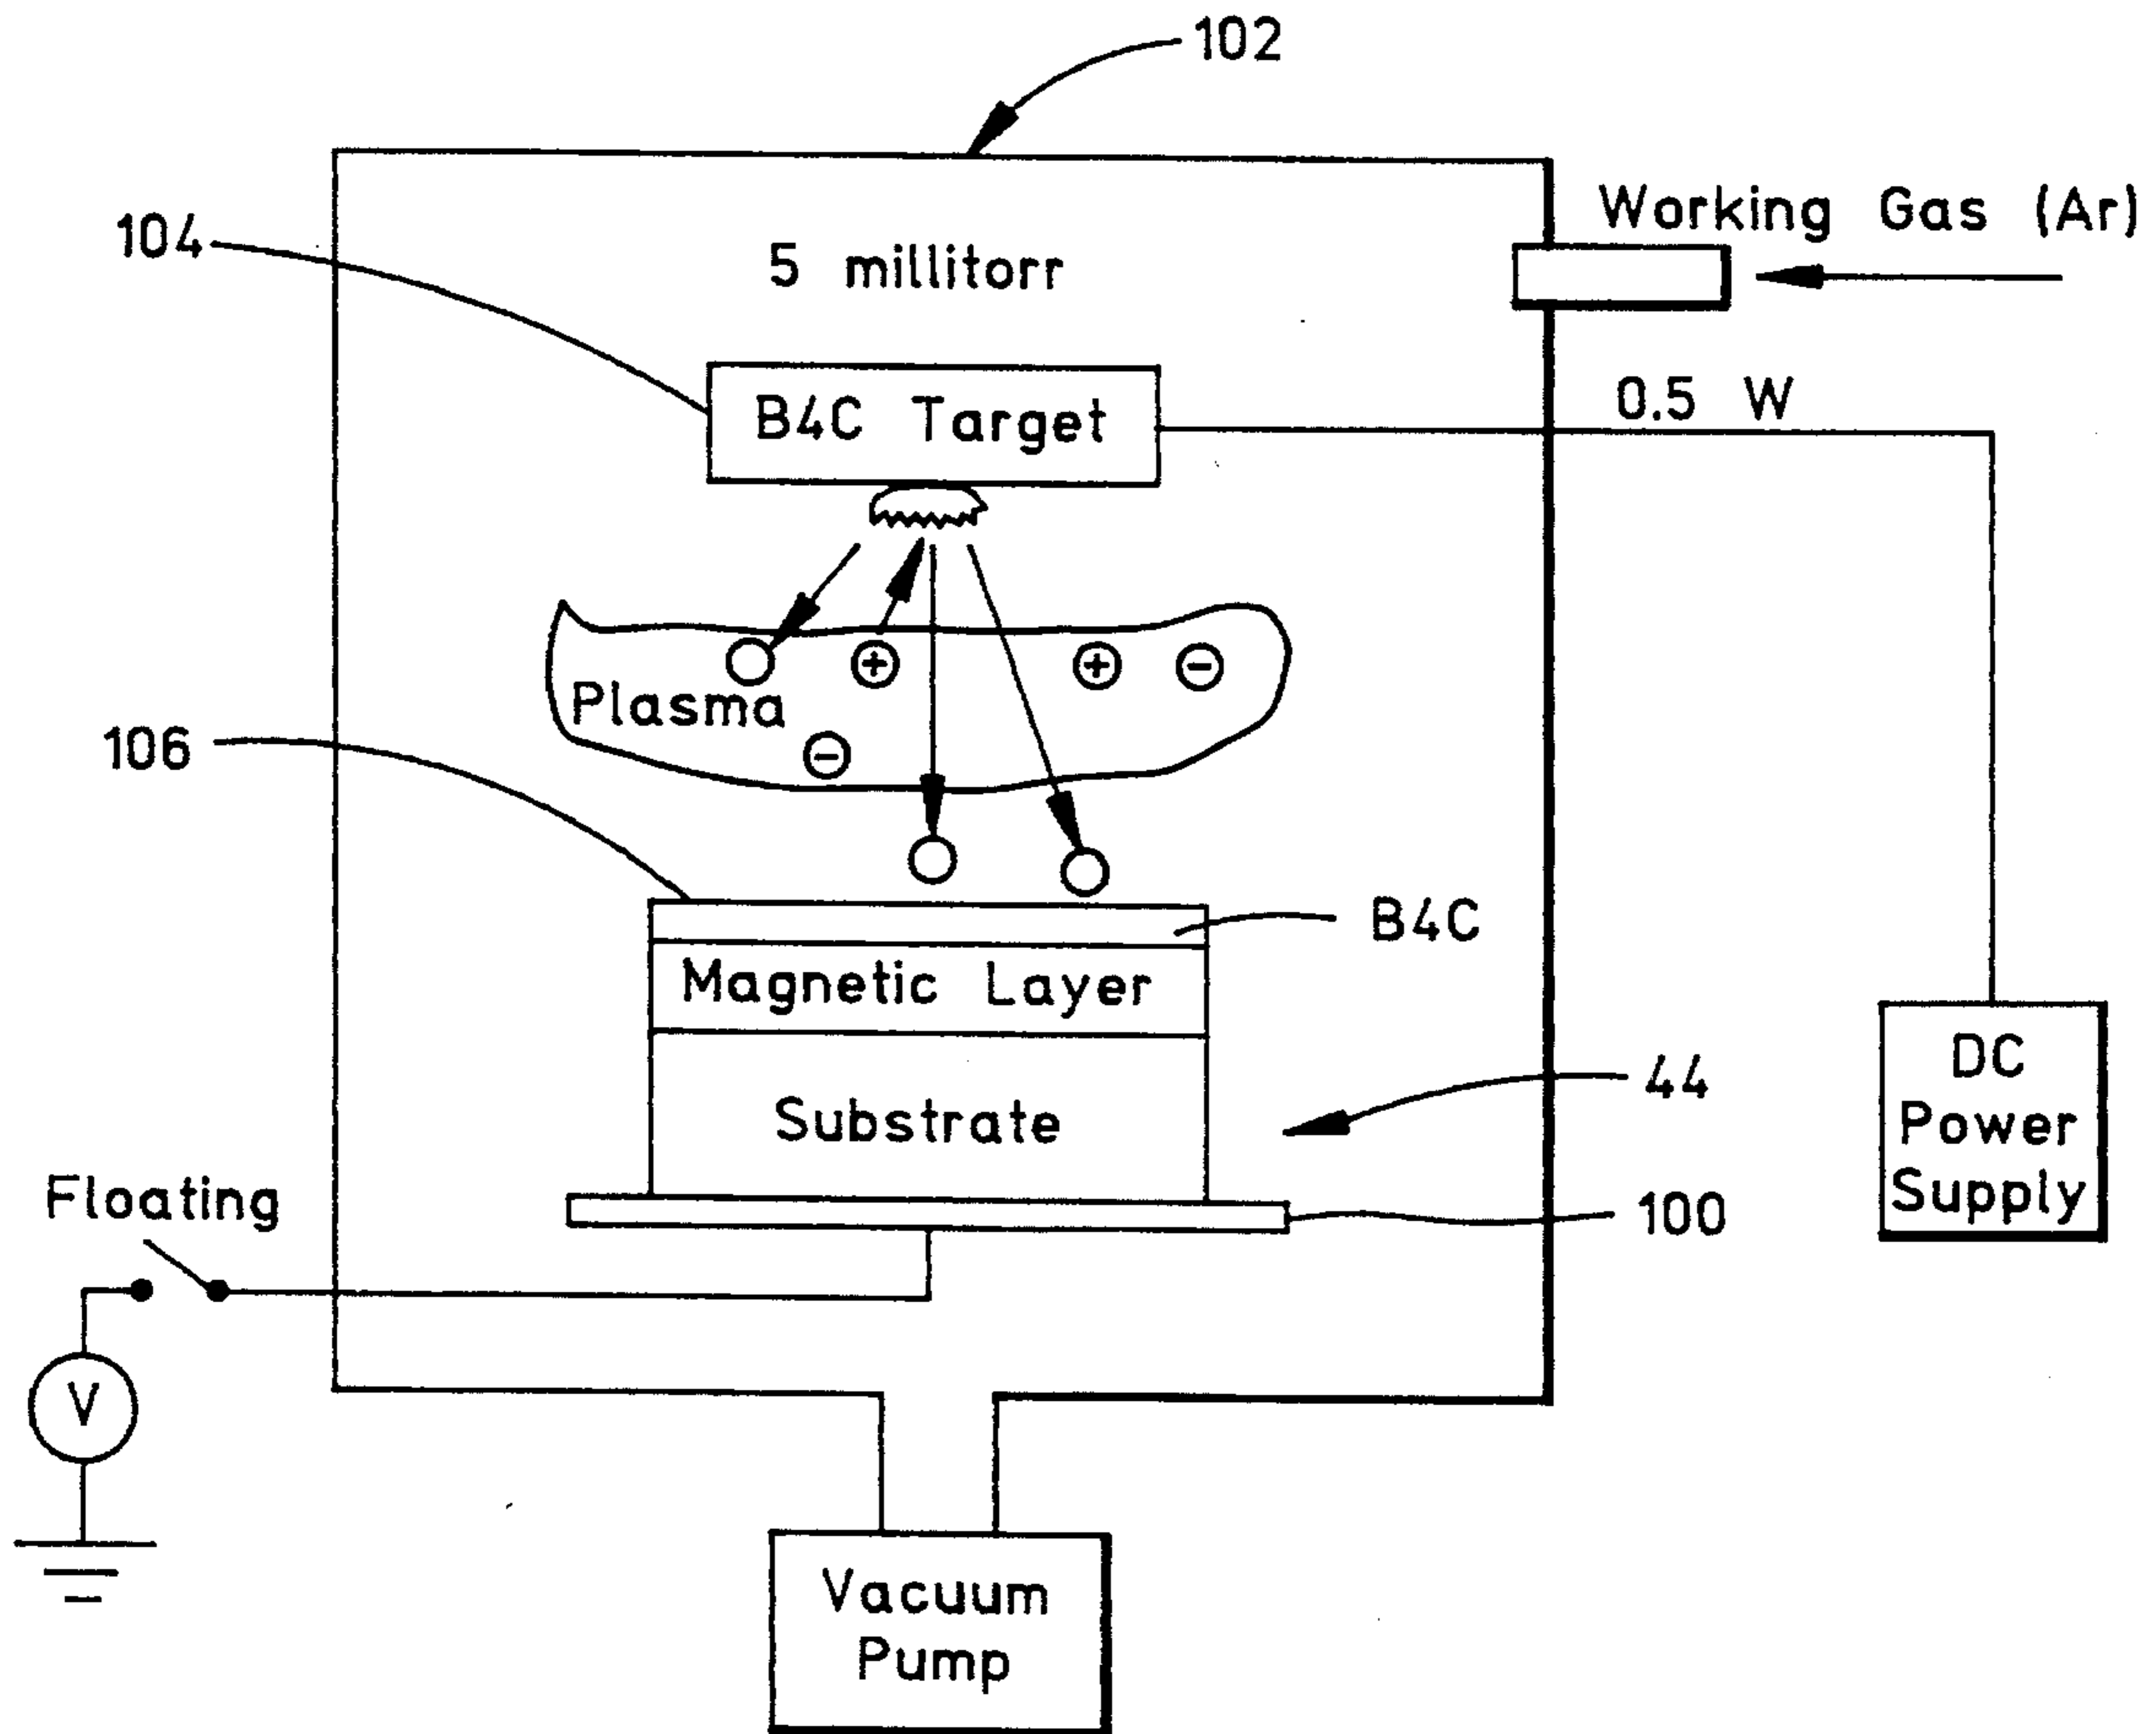 102
Working Gas (Ar)
104
5 millitorr
0.5 W
B4C Target
+
+
−
Plasma
−
106
B4C
Magnetic Layer
DC
Power
Supply
44
Substrate
Floating
100
V
Vacuum
Pump